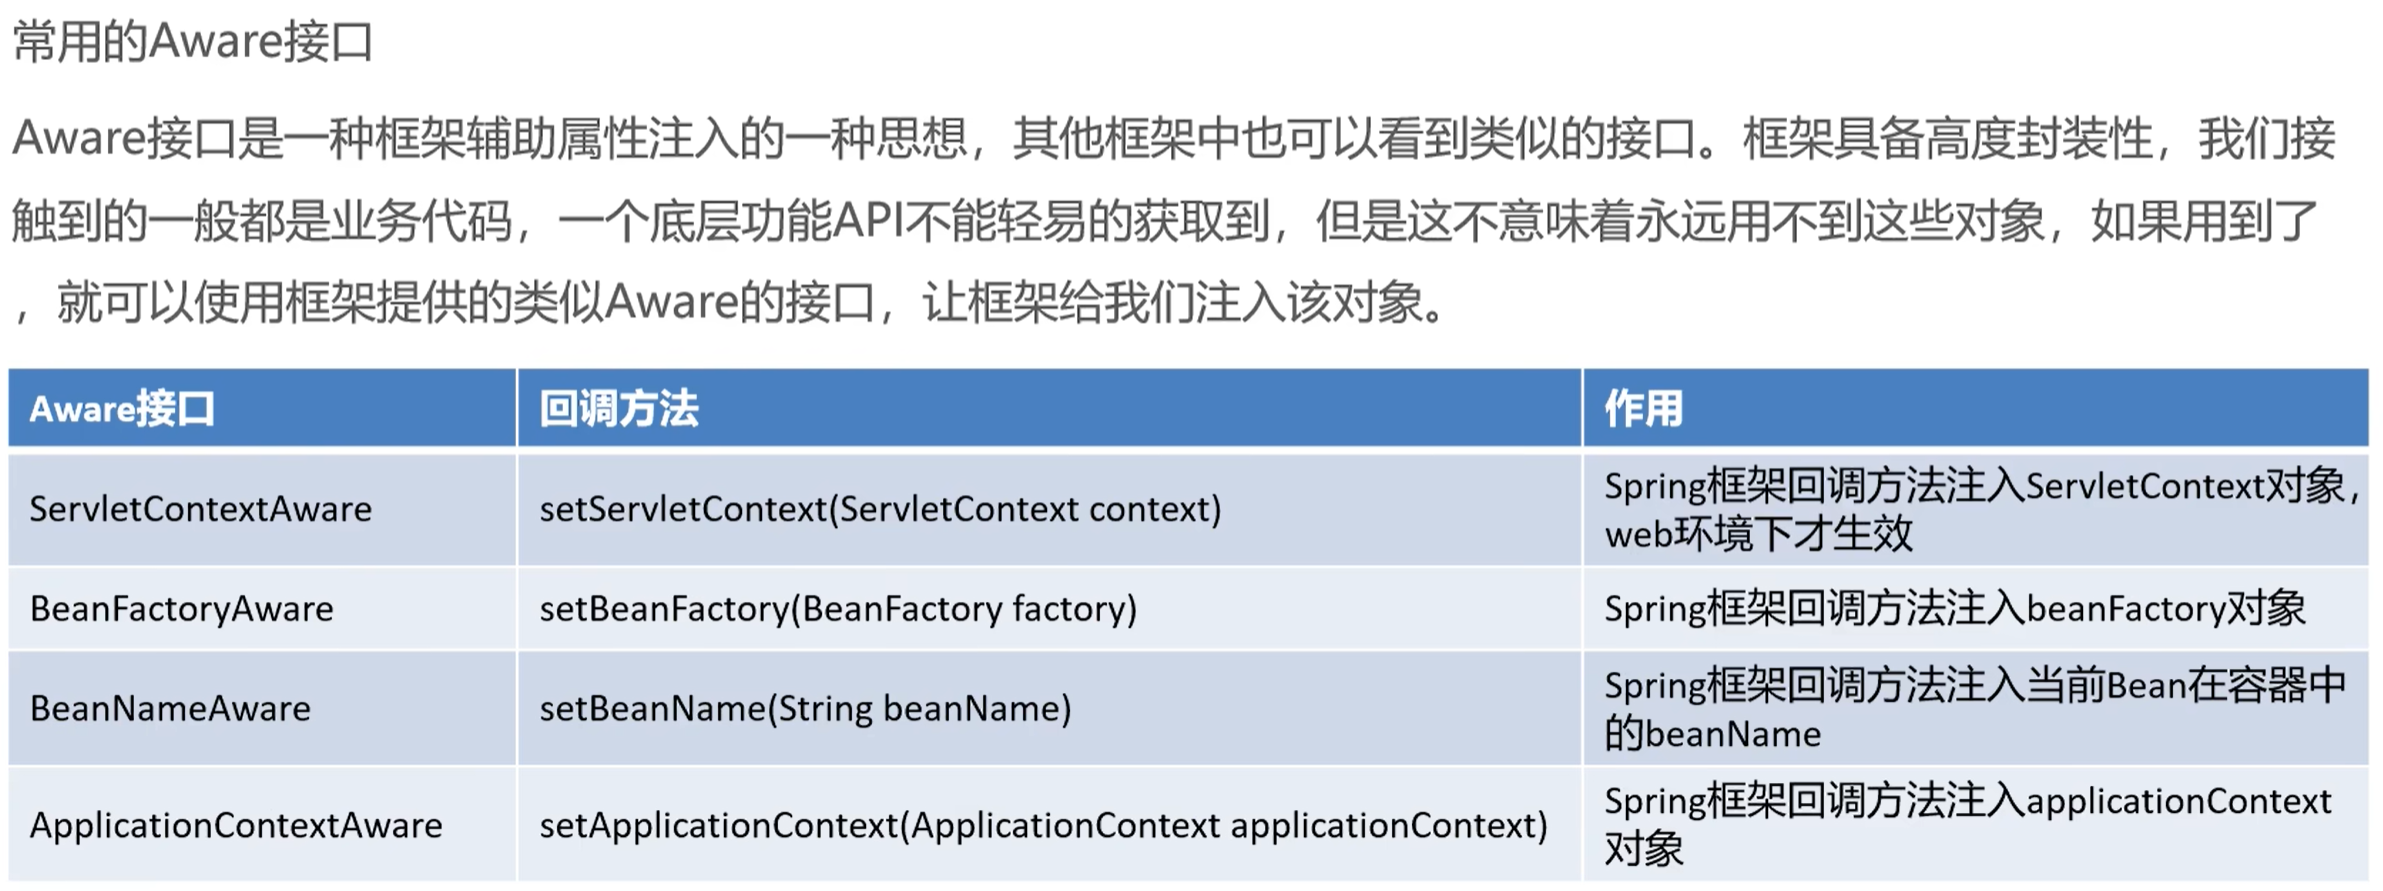 常用的Aware接口
Aware接口是一种框架辅助属性注入的一种思想，其他框架中也可以看到类似的接口。框架具备高度封装性，我们接
触到的一般都是业务代码，一个底层功能API不能轻易的获取到，但是这不意味着永远用不到这些对象，如果用到了
，就可以使用框架提供的类似Aware的接口，让框架给我们注入该对象。
Aware接口 回调方法 作用
ServletContextAware setServletContext(ServletContext context) Spring框架回调方法注入ServletContext对象，
web环境下才生效
BeanFactoryAware setBeanFactory(BeanFactory factory) Spring框架回调方法注入beanFactory对象
BeanNameAware setBeanName(String beanName) Spring框架回调方法注入当前Bean在容器中
的beanName
ApplicationContextAware setApplicationContext(ApplicationContext applicationContext) Spring框架回调方法注入applicationContext
对象